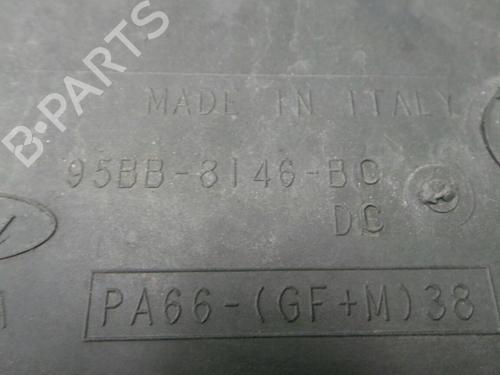 B-PARTS
MADE IN ITALY
95BB-8146-BC
DC
PA66-(GF+M)38